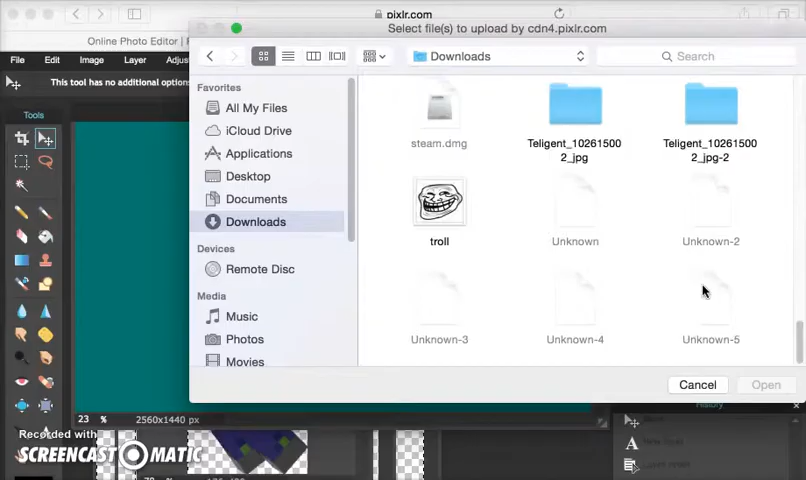 pixlr.com
Online Photo Editor |
Select file(s) to upload by cdn4.pixlr.com
File Edit Image Layer
Downloads
Search
This tool has no additional options
Favorites
All My Files
iCloud Drive
Applications
Desktop
Documents
Downloads
Devices
Remote Disc
Media
Music
Photos
Movies
Tools
steam.dmg
Teligent_10261500
2_jpg
Teligent_10261500
2_jpg-2
troll
Unknown
Unknown-2
Unknown-3
Unknown-4
Unknown-5
Cancel
Open
23 %
2560x1440 px
History
Recorded with
SCREENCAST MATIC